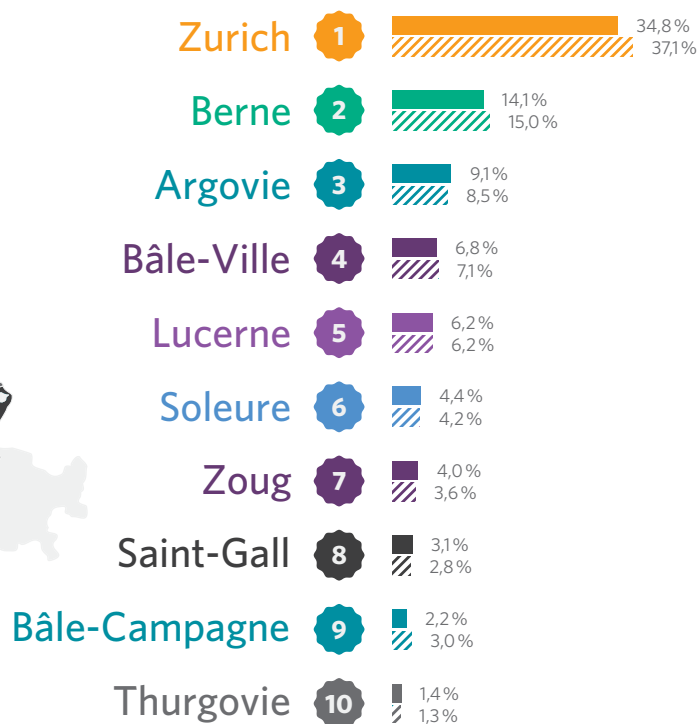 Zurich 1 34,8 %
37,1 %
Berne 2 14,1 %
15,0 %
Argovie 3 9,1 %
8,5 %
Bâle-Ville 4 6,8 %
7,1 %
Lucerne 5 6,2 %
6,2 %
Soleure 6 4,4 %
4,2 %
Zoug 7 4,0 %
3,6 %
Saint-Gall 8 3,1 %
2,8 %
Bâle-Campagne 9 2,2 %
3,0 %
Thurgovie 10 1,4 %
1,3 %